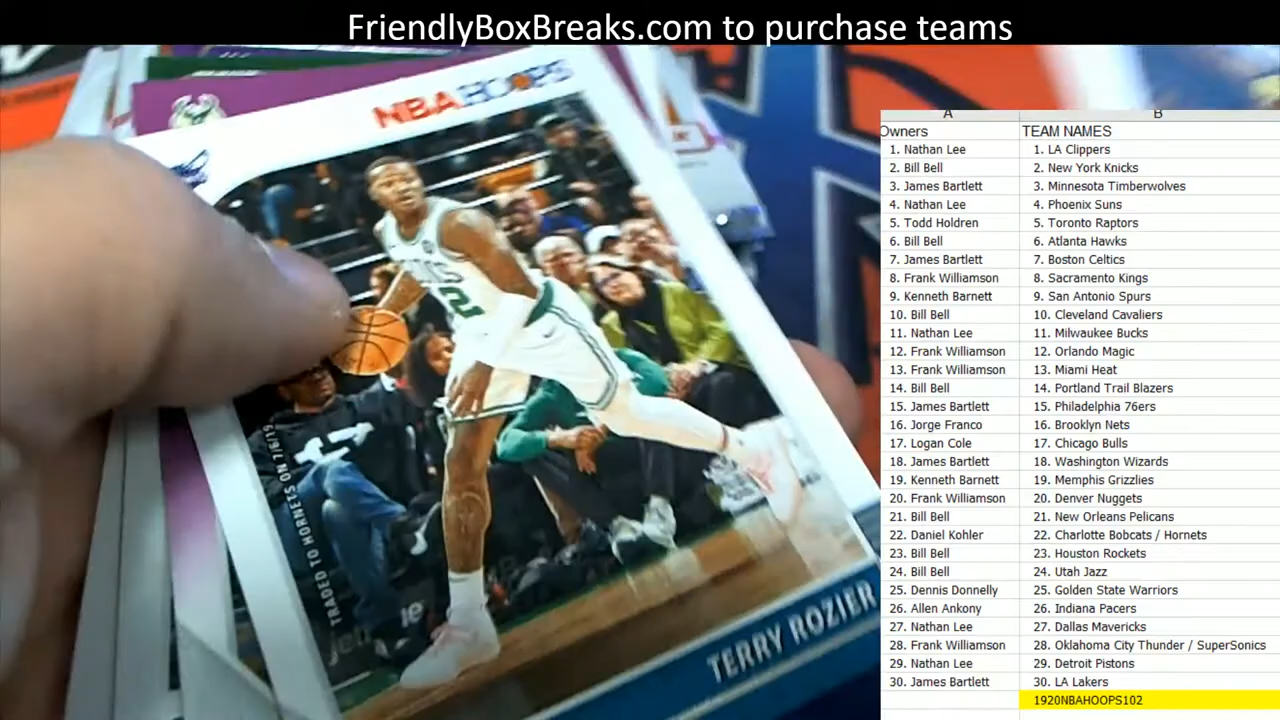 FriendlyBoxBreaks.com to purchase teams
NBA HOOPS
TRADED TO HORNETS ON 7/6/19
TERRY ROZIER
A B
Owners TEAM NAMES
1. Nathan Lee 1. LA Clippers
2. Bill Bell 2. New York Knicks
3. James Bartlett 3. Minnesota Timberwolves
4. Nathan Lee 4. Phoenix Suns
5. Todd Holdren 5. Toronto Raptors
6. Bill Bell 6. Atlanta Hawks
7. James Bartlett 7. Boston Celtics
8. Frank Williamson 8. Sacramento Kings
9. Kenneth Barnett 9. San Antonio Spurs
10. Bill Bell 10. Cleveland Cavaliers
11. Nathan Lee 11. Milwaukee Bucks
12. Frank Williamson 12. Orlando Magic
13. Frank Williamson 13. Miami Heat
14. Bill Bell 14. Portland Trail Blazers
15. James Bartlett 15. Philadelphia 76ers
16. Jorge Franco 16. Brooklyn Nets
17. Logan Cole 17. Chicago Bulls
18. James Bartlett 18. Washington Wizards
19. Kenneth Barnett 19. Memphis Grizzlies
20. Frank Williamson 20. Denver Nuggets
21. Bill Bell 21. New Orleans Pelicans
22. Daniel Kohler 22. Charlotte Bobcats / Hornets
23. Bill Bell 23. Houston Rockets
24. Bill Bell 24. Utah Jazz
25. Dennis Donnelly 25. Golden State Warriors
26. Allen Ankony 26. Indiana Pacers
27. Nathan Lee 27. Dallas Mavericks
28. Frank Williamson 28. Oklahoma City Thunder / SuperSonics
29. Nathan Lee 29. Detroit Pistons
30. James Bartlett 30. LA Lakers
1920NBAHOOPS102